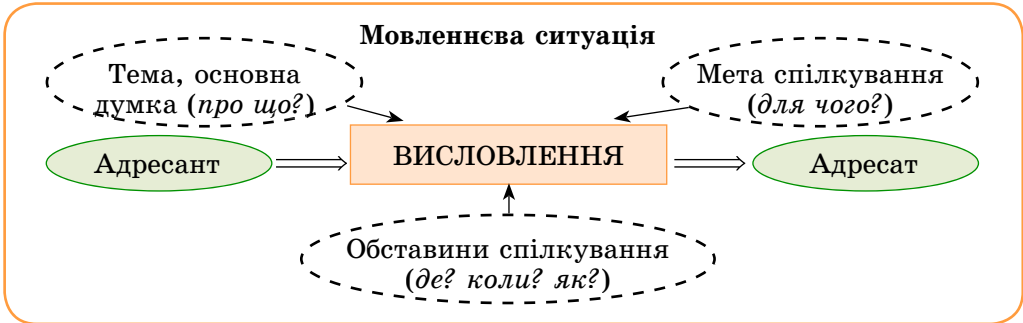 Мовленнєва ситуація
Тема, основна
думка (про що?)
Мета спілкування
(для чого?)
Адресант
ВИСЛОВЛЕННЯ
Адресат
Обставини спілкування
(де? коли? як?)